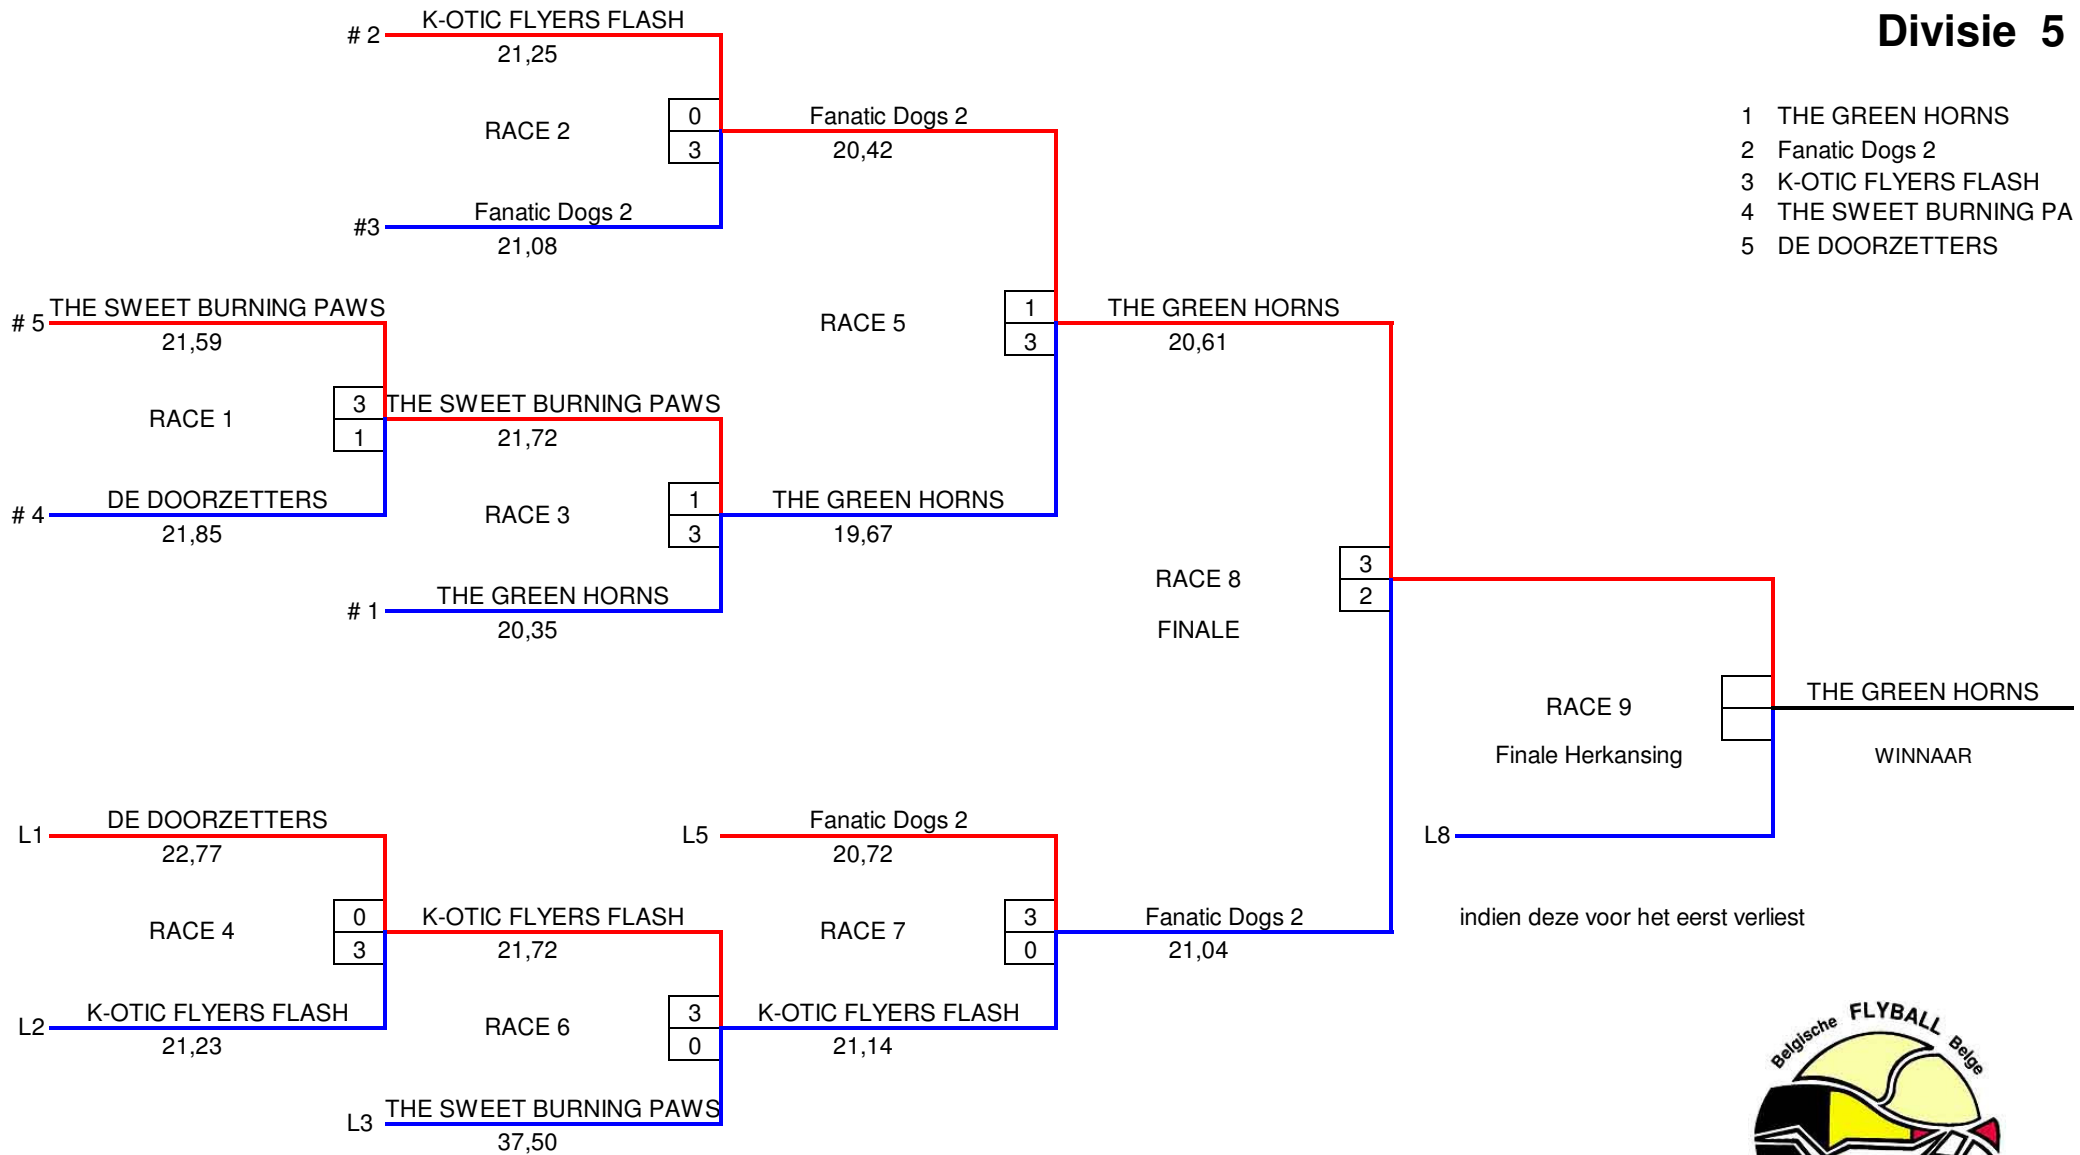 Divisie 5
K-OTIC FLYERS FLASH
# 2
21,25
0
RACE 2
3
Fanatic Dogs 2
20,42
1 THE GREEN HORNS
2 Fanatic Dogs 2
3 K-OTIC FLYERS FLASH
4 THE SWEET BURNING PA
5 DE DOORZETTERS
Fanatic Dogs 2
#3
21,08
THE SWEET BURNING PAWS
# 5
21,59
RACE 5
1
3
THE GREEN HORNS
20,61
RACE 1
3
1
THE SWEET BURNING PAWS
21,72
DE DOORZETTERS
# 4
21,85
RACE 3
1
3
THE GREEN HORNS
19,67
THE GREEN HORNS
# 1
20,35
RACE 8
3
2
FINALE
RACE 9
THE GREEN HORNS
Finale Herkansing
WINNAAR
DE DOORZETTERS
L1
22,77
L5
Fanatic Dogs 2
20,72
L8
RACE 4
0
3
K-OTIC FLYERS FLASH
21,72
RACE 7
3
0
Fanatic Dogs 2
21,04
indien deze voor het eerst verliest
K-OTIC FLYERS FLASH
L2
21,23
RACE 6
3
0
K-OTIC FLYERS FLASH
21,14
L3
THE SWEET BURNING PAWS
37,50
Belgische FLYBALL Belge